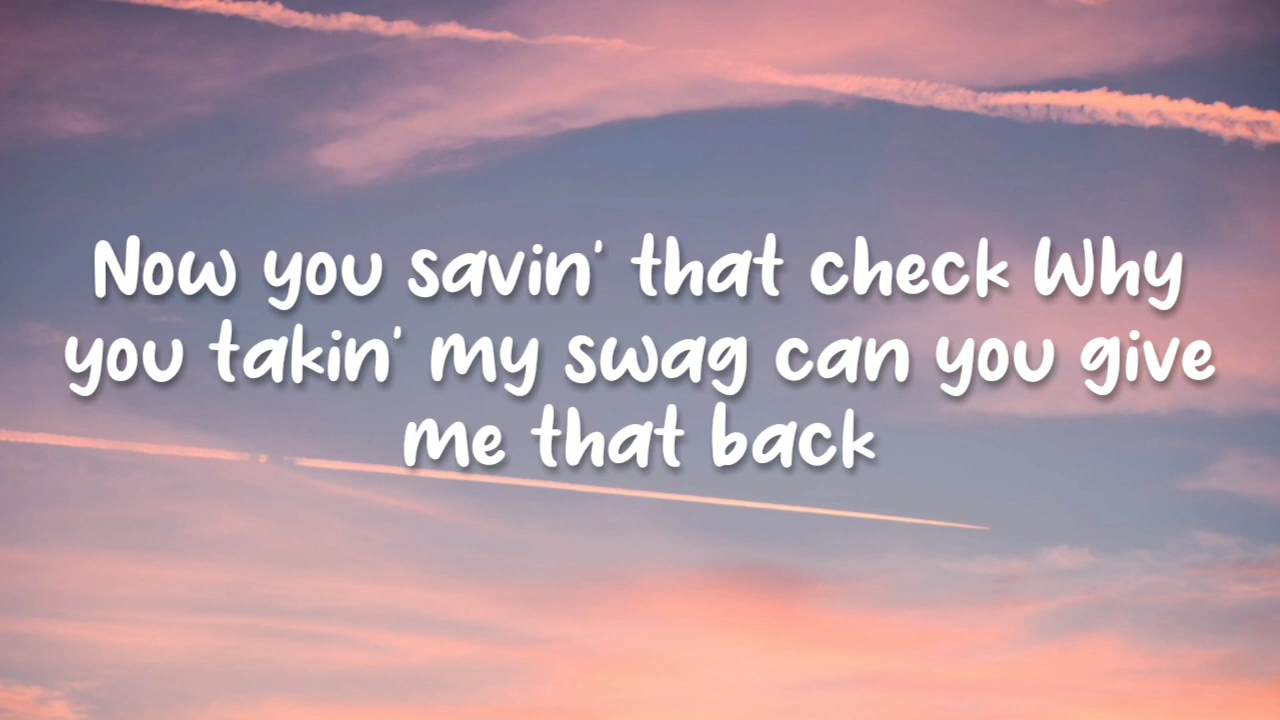 Now you savin' that check Why
you takin' my swag can you give
me that back